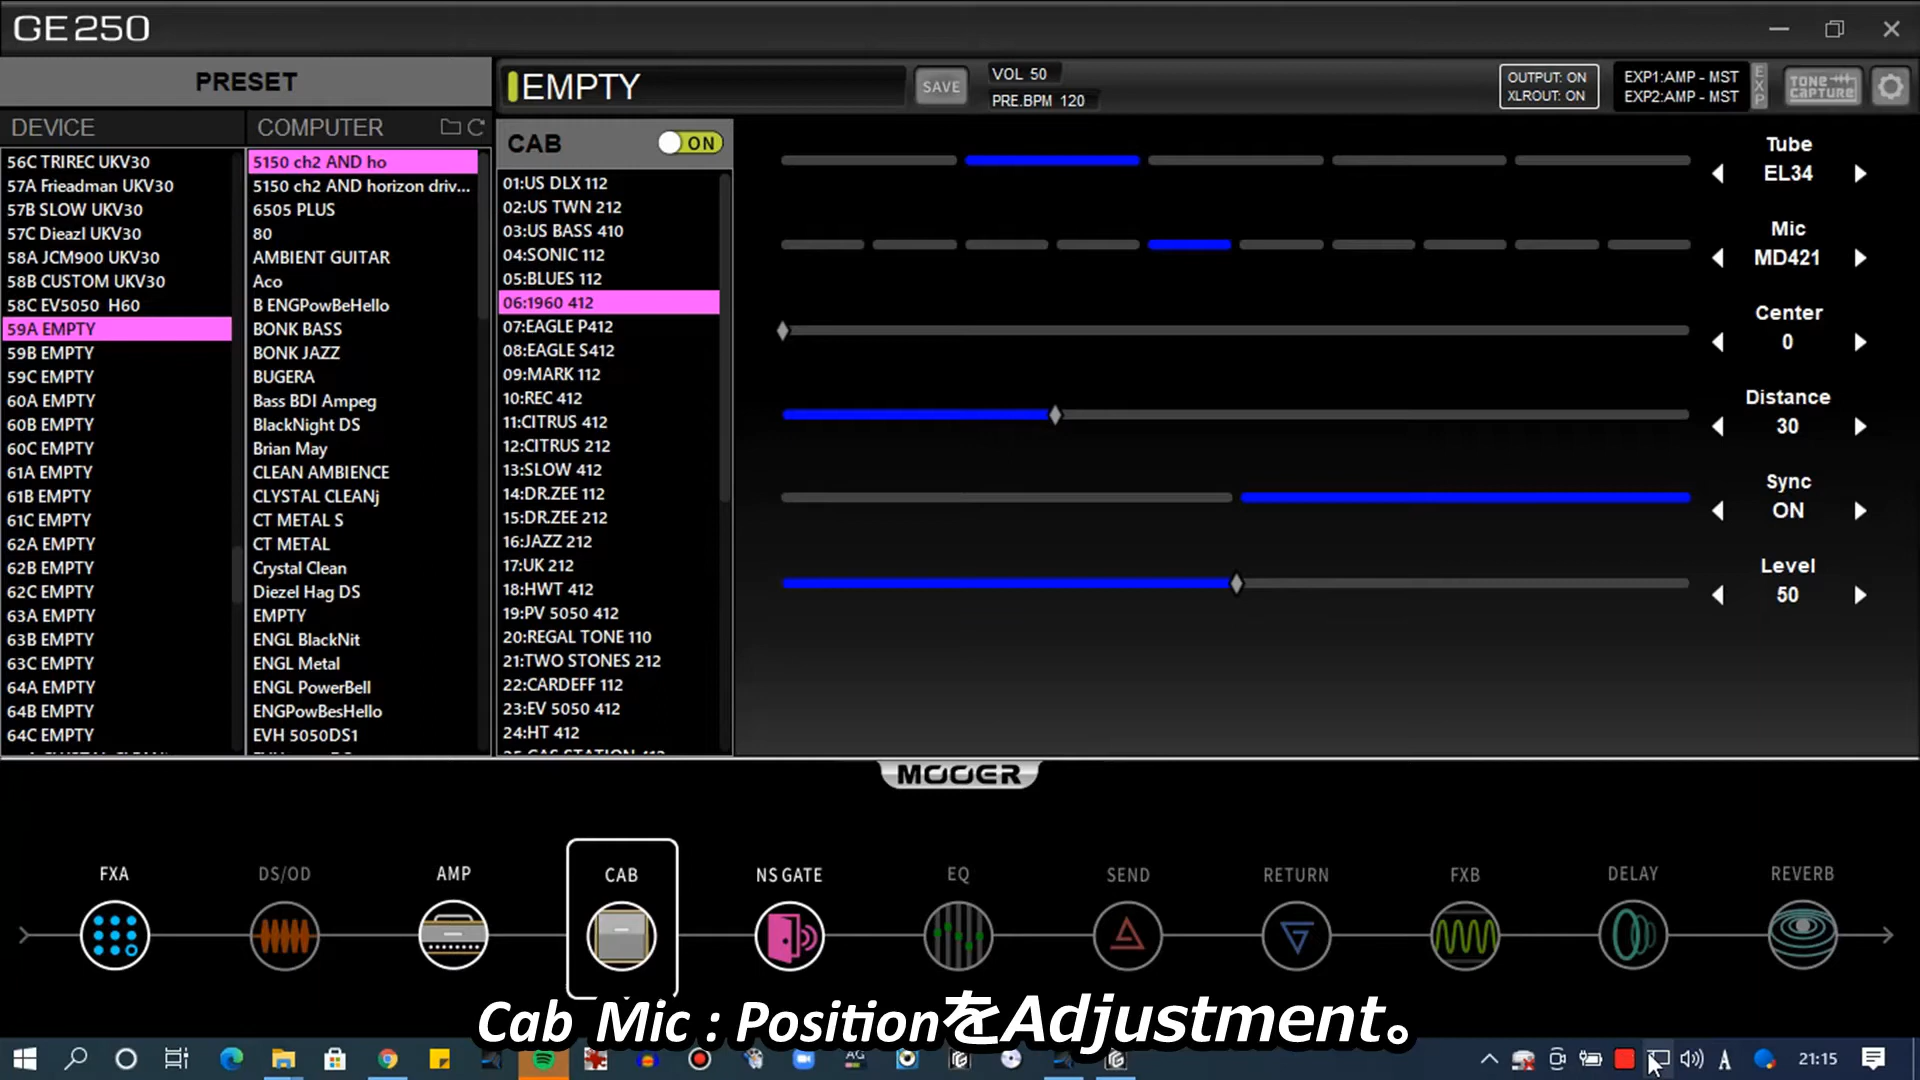 GE250
PRESET
EMPTY
SAVE
VOL 50
PRE.BPM 120
OUTPUT: ON
XLROUT: ON
EXP1:AMP - MST
EXP2:AMP - MST
EXP
TONE CAPTURE
DEVICE
COMPUTER
56C TRIREC UKV30
57A Frieadman UKV30
57B SLOW UKV30
57C Dieazl UKV30
58A JCM900 UKV30
58B CUSTOM UKV30
58C EV5050 H60
59A EMPTY
59B EMPTY
59C EMPTY
60A EMPTY
60B EMPTY
60C EMPTY
61A EMPTY
61B EMPTY
61C EMPTY
62A EMPTY
62B EMPTY
62C EMPTY
63A EMPTY
63B EMPTY
63C EMPTY
64A EMPTY
64B EMPTY
64C EMPTY
5150 ch2 AND ho
5150 ch2 AND horizon driv...
6505 PLUS
80
AMBIENT GUITAR
Aco
B ENGPowBeHello
BONK BASS
BONK JAZZ
BUGERA
Bass BDI Ampeg
BlackNight DS
Brian May
CLEAN AMBIENCE
CLYSTAL CLEANj
CT METAL S
CT METAL
Crystal Clean
Diezel Hag DS
EMPTY
ENGL BlackNit
ENGL Metal
ENGL PowerBell
ENGPowBesHello
EVH 5050DS1
CAB
ON
01:US DLX 112
02:US TWN 212
03:US BASS 410
04:SONIC 112
05:BLUES 112
06:1960 412
07:EAGLE P412
08:EAGLE S412
09:MARK 112
10:REC 412
11:CITRUS 412
12:CITRUS 212
13:SLOW 412
14:DR.ZEE 112
15:DR.ZEE 212
16:JAZZ 212
17:UK 212
18:HWT 412
19:PV 5050 412
20:REGAL TONE 110
21:TWO STONES 212
22:CARDEFF 112
23:EV 5050 412
24:HT 412
25:GAS STATION 412
Tube
EL34
Mic
MD421
Center
0
Distance
30
Sync
ON
Level
50
MOOER
FXA
DS/OD
AMP
CAB
NS GATE
EQ
SEND
RETURN
FXB
DELAY
REVERB
Cab Mic : PositionをAdjustment。
AG
A
21:15